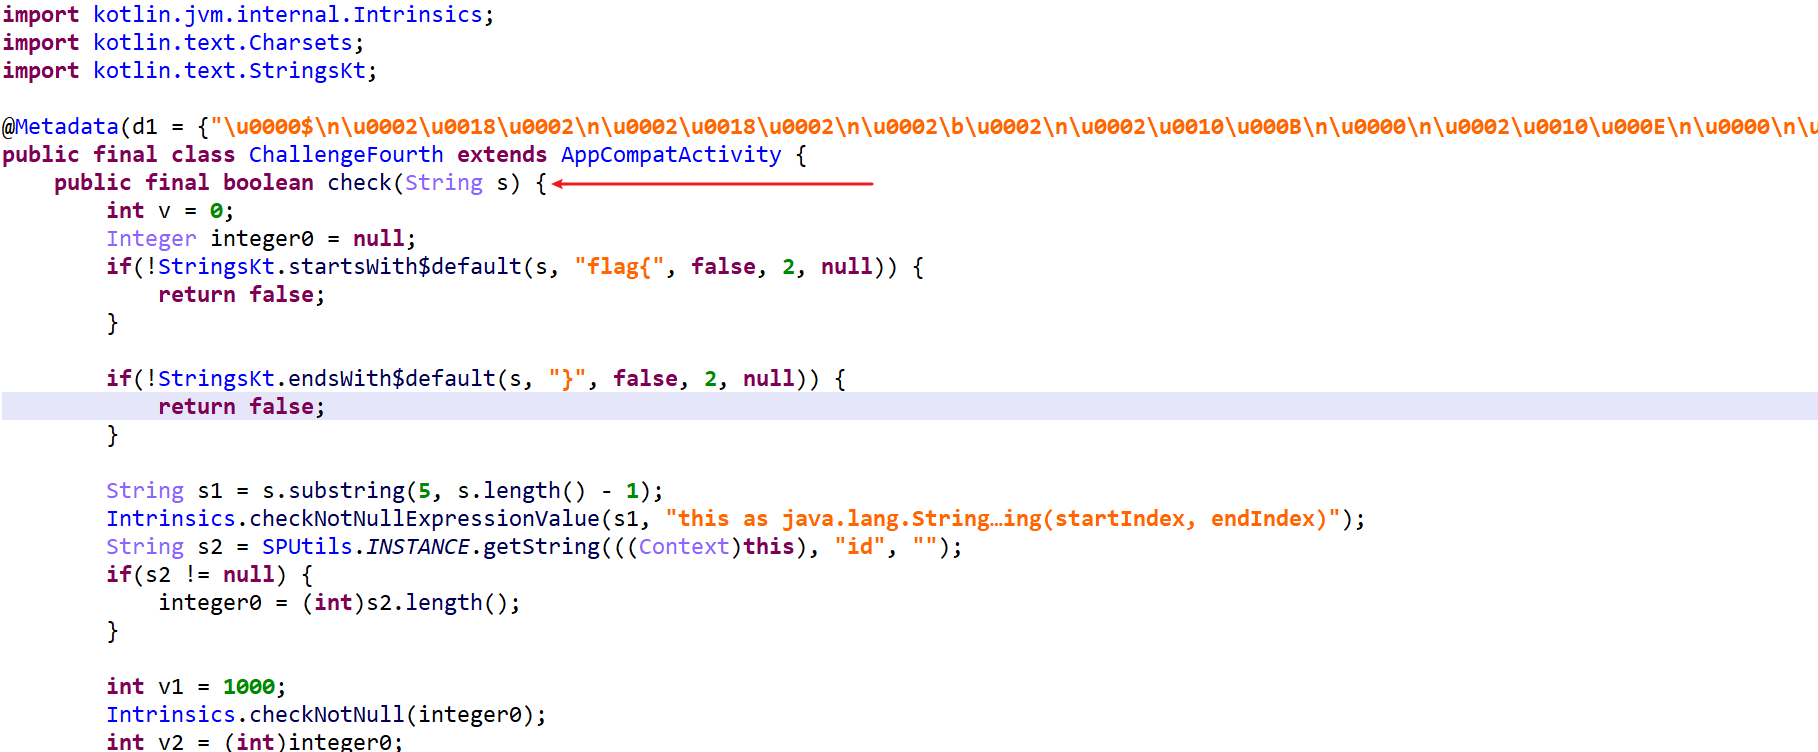 import kotlin.jvm.internal.Intrinsics;
import kotlin.text.Charsets;
import kotlin.text.StringsKt;
@Metadata(d1 = {"\u0000$\n\u0002\u0018\u0002\n\u0002\u0018\u0002\n\u0002\b\u0002\n\u0002\u0010\u000B\n\u0000\n\u0002\u0010\u000E\n\u0000\n\u
public final class ChallengeFourth extends AppCompatActivity {
    public final boolean check(String s) {
        int v = 0;
        Integer integer0 = null;
        if(!StringsKt.startsWith$default(s, "flag{", false, 2, null)) {
            return false;
        }
        if(!StringsKt.endsWith$default(s, "}", false, 2, null)) {
            return false;
        }
        String s1 = s.substring(5, s.length() - 1);
        Intrinsics.checkNotNullExpressionValue(s1, "this as java.lang.String…ing(startIndex, endIndex)");
        String s2 = SPUtils.INSTANCE.getString(((Context)this), "id", "");
        if(s2 != null) {
            integer0 = (int)s2.length();
        }
        int v1 = 1000;
        Intrinsics.checkNotNull(integer0);
        int v2 = (int)integer0;